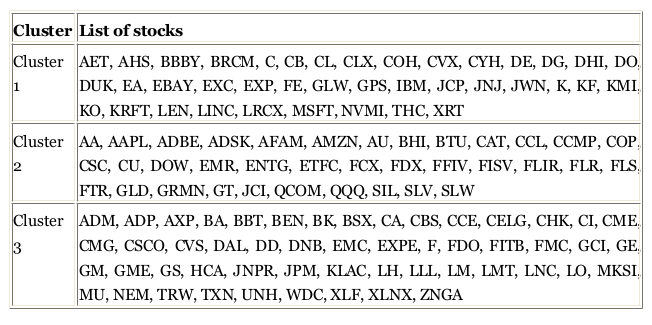 Cluster List of stocks
Cluster 1 AET, AHS, BBBY, BRCM, C, CB, CL, CLX, COH, CVX, CYH, DE, DG, DHI, DO,
DUK, EA, EBAY, EXC, EXP, FE, GLW, GPS, IBM, JCP, JNJ, JWN, K, KF, KMI,
KO, KRFT, LEN, LINC, LRCX, MSFT, NVMI, THC, XRT
Cluster 2 AA, AAPL, ADBE, ADSK, AFAM, AMZN, AU, BHI, BTU, CAT, CCL, CCMP, COP,
CSC, CU, DOW, EMR, ENTG, ETFC, FCX, FDX, FFIV, FISV, FLIR, FLR, FLS,
FTR, GLD, GRMN, GT, JCI, QCOM, QQQ, SIL, SLV, SLW
Cluster 3 ADM, ADP, AXP, BA, BBT, BEN, BK, BSX, CA, CBS, CCE, CELG, CHK, CI, CME,
CMG, CSCO, CVS, DAL, DD, DNB, EMC, EXPE, F, FDO, FITB, FMC, GCI, GE,
GM, GME, GS, HCA, JNPR, JPM, KLAC, LH, LLL, LM, LMT, LNC, LO, MKSI,
MU, NEM, TRW, TXN, UNH, WDC, XLF, XLNX, ZNGA